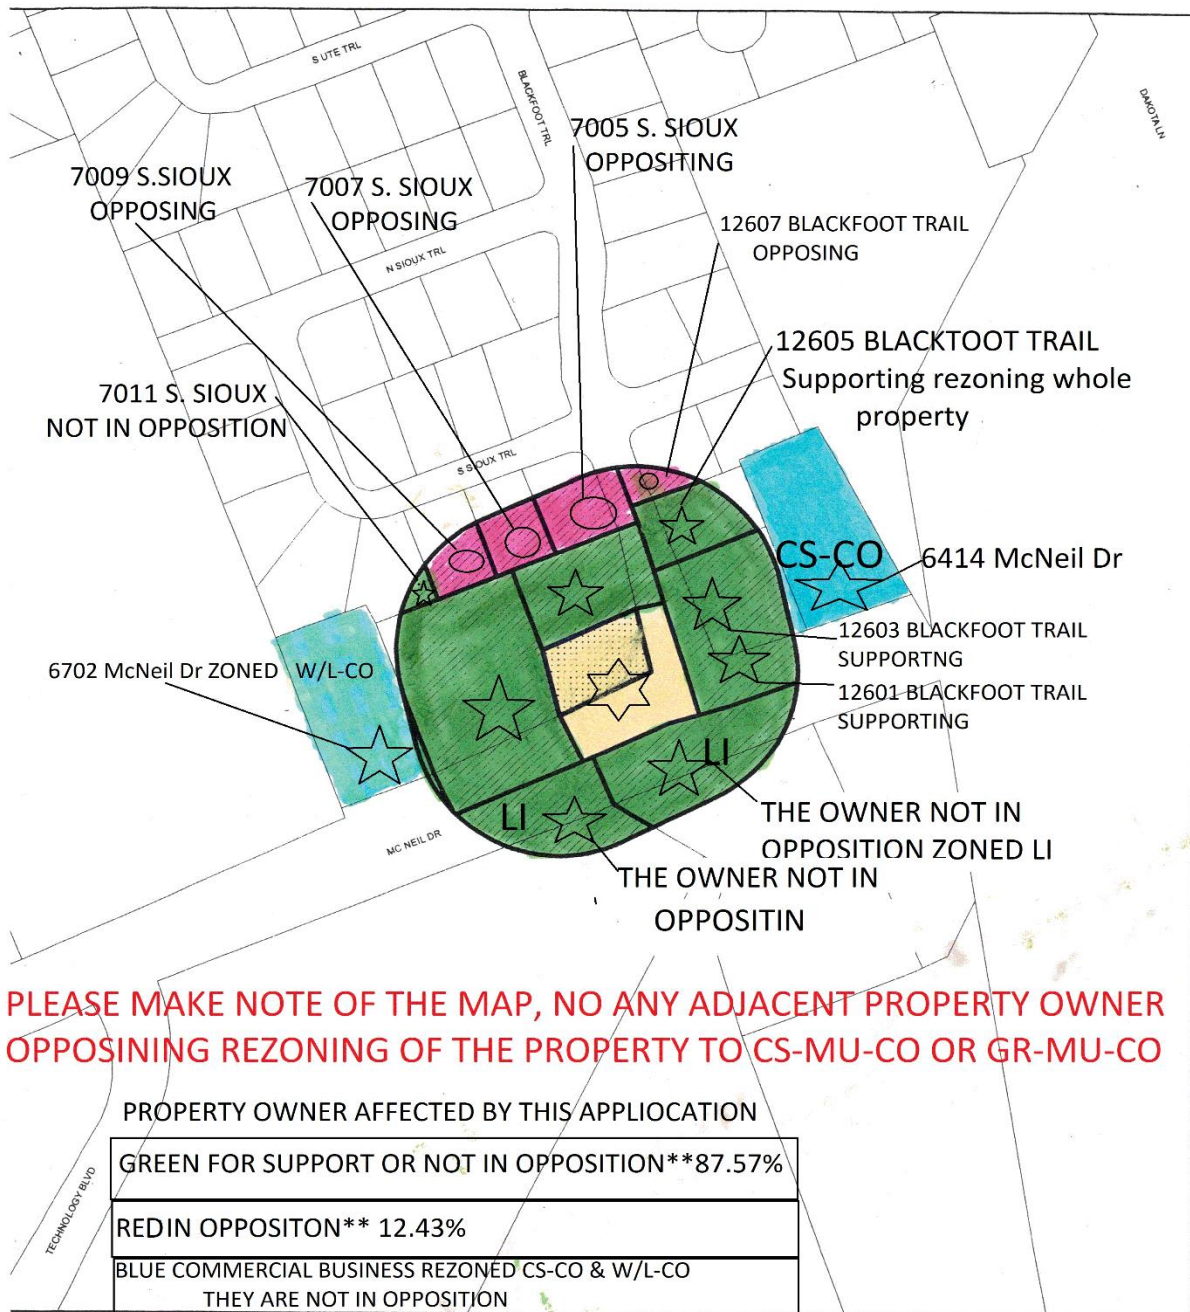 S UTE TRL
BLACKFOOT TRL
DAKOTA LN
7005 S. SIOUX
OPPOSITING
7009 S.SIOUX
OPPOSING
7007 S. SIOUX
OPPOSING
12607 BLACKFOOT TRAIL
OPPOSING
N SIOUX TRL
12605 BLACKTOOT TRAIL
Supporting rezoning whole
property
7011 S. SIOUX
NOT IN OPPOSITION
S SIOUX TRL
CS-CO
6414 McNeil Dr
12603 BLACKFOOT TRAIL
SUPPORTNG
6702 McNeil Dr ZONED W/L-CO
12601 BLACKFOOT TRAIL
SUPPORTING
LI
LI
THE OWNER NOT IN
OPPOSITION ZONED LI
MC NEIL DR
THE OWNER NOT IN
OPPOSITIN
PLEASE MAKE NOTE OF THE MAP, NO ANY ADJACENT PROPERTY OWNER
OPPOSINING REZONING OF THE PROPERTY TO CS-MU-CO OR GR-MU-CO
PROPERTY OWNER AFFECTED BY THIS APPLIOCATION
GREEN FOR SUPPORT OR NOT IN OPPOSITION**87.57%
TECHNOLOGY BLVD
RED IN OPPOSITON** 12.43%
BLUE COMMERCIAL BUSINESS REZONED CS-CO & W/L-CO
THEY ARE NOT IN OPPOSITION